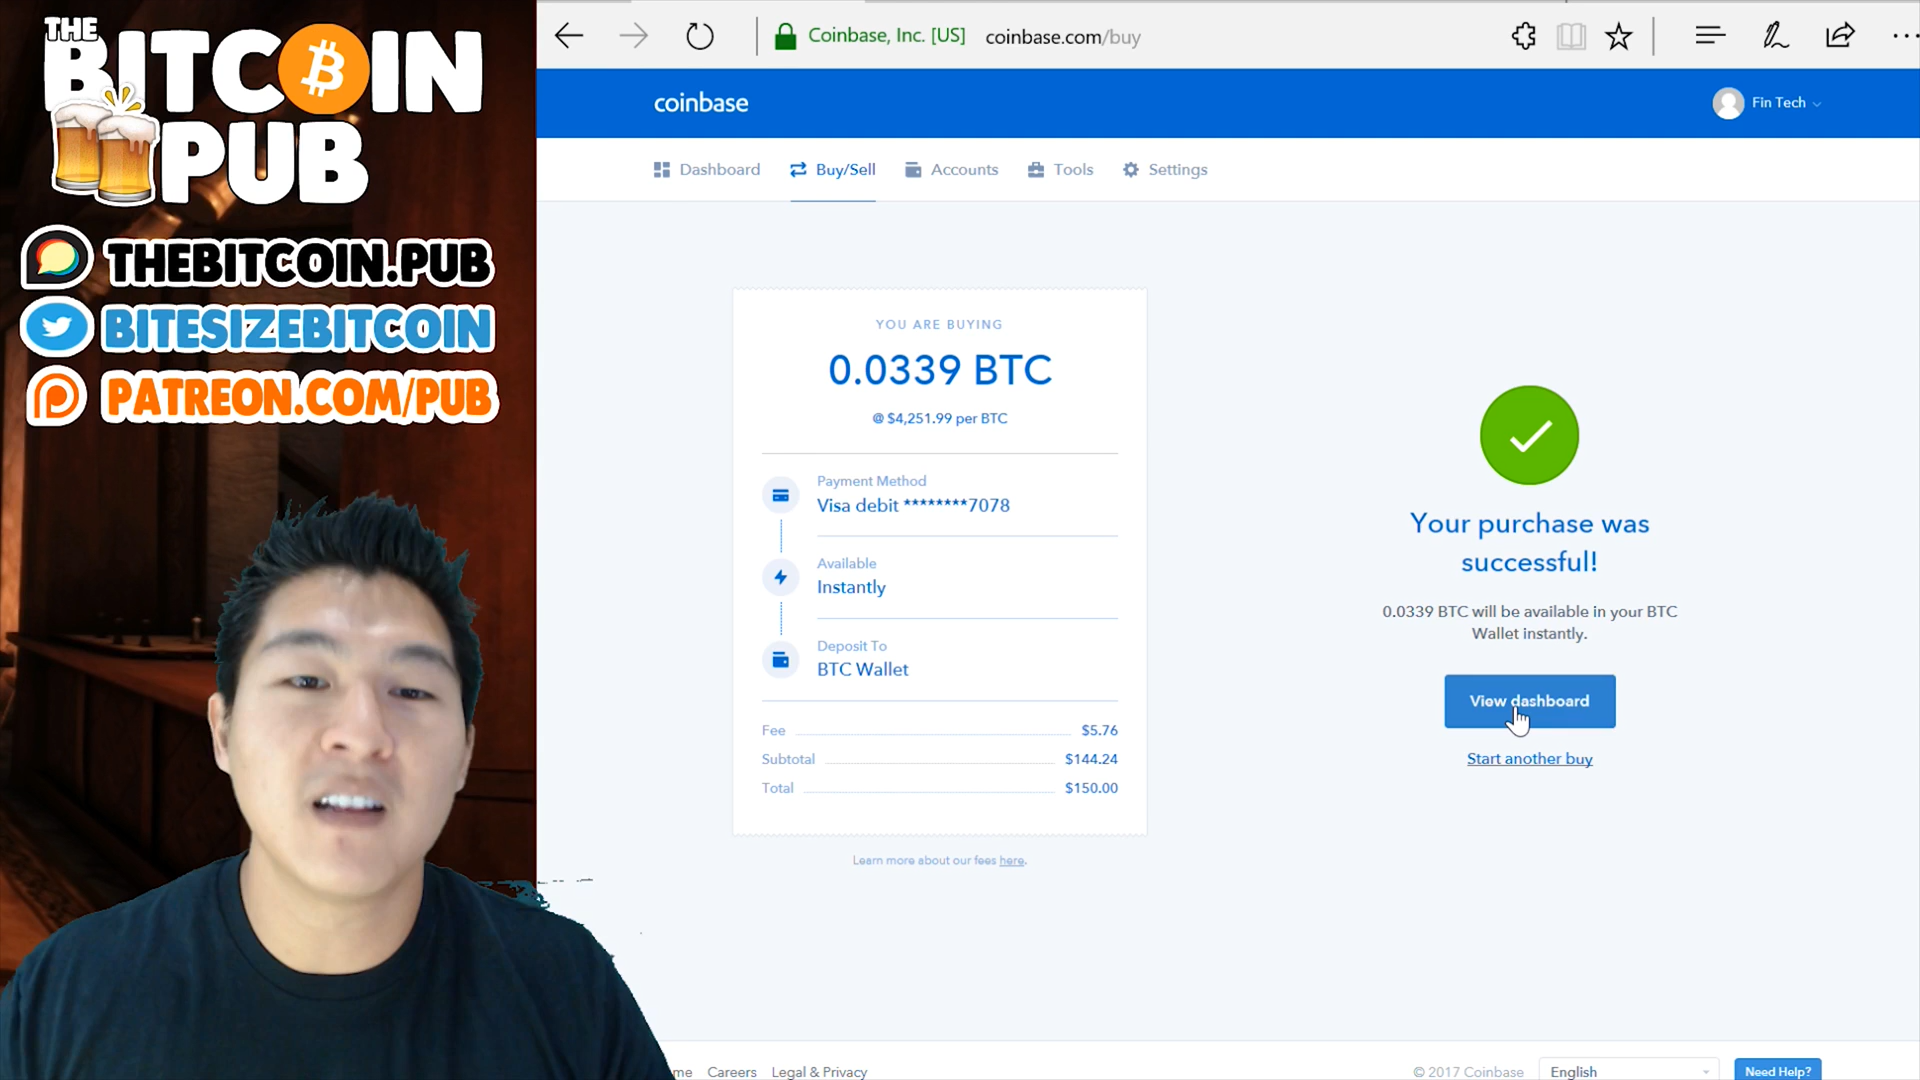 THE
BITCOIN
PUB
THEBITCOIN.PUB
BITESIZEBITCOIN
PATREON.COM/PUB
Coinbase, Inc. [US] coinbase.com/buy
coinbase
Fin Tech
Dashboard
Buy/Sell
Accounts
Tools
Settings
YOU ARE BUYING
0.0339 BTC
@ $4,251.99 per BTC
Payment Method
Visa debit ********7078
Available
Instantly
Deposit To
BTC Wallet
Fee $5.76
Subtotal $144.24
Total $150.00
Learn more about our fees here.
Your purchase was
successful!
0.0339 BTC will be available in your BTC
Wallet instantly.
View dashboard
Start another buy
Careers
Legal & Privacy
© 2017 Coinbase
English
Need Help?